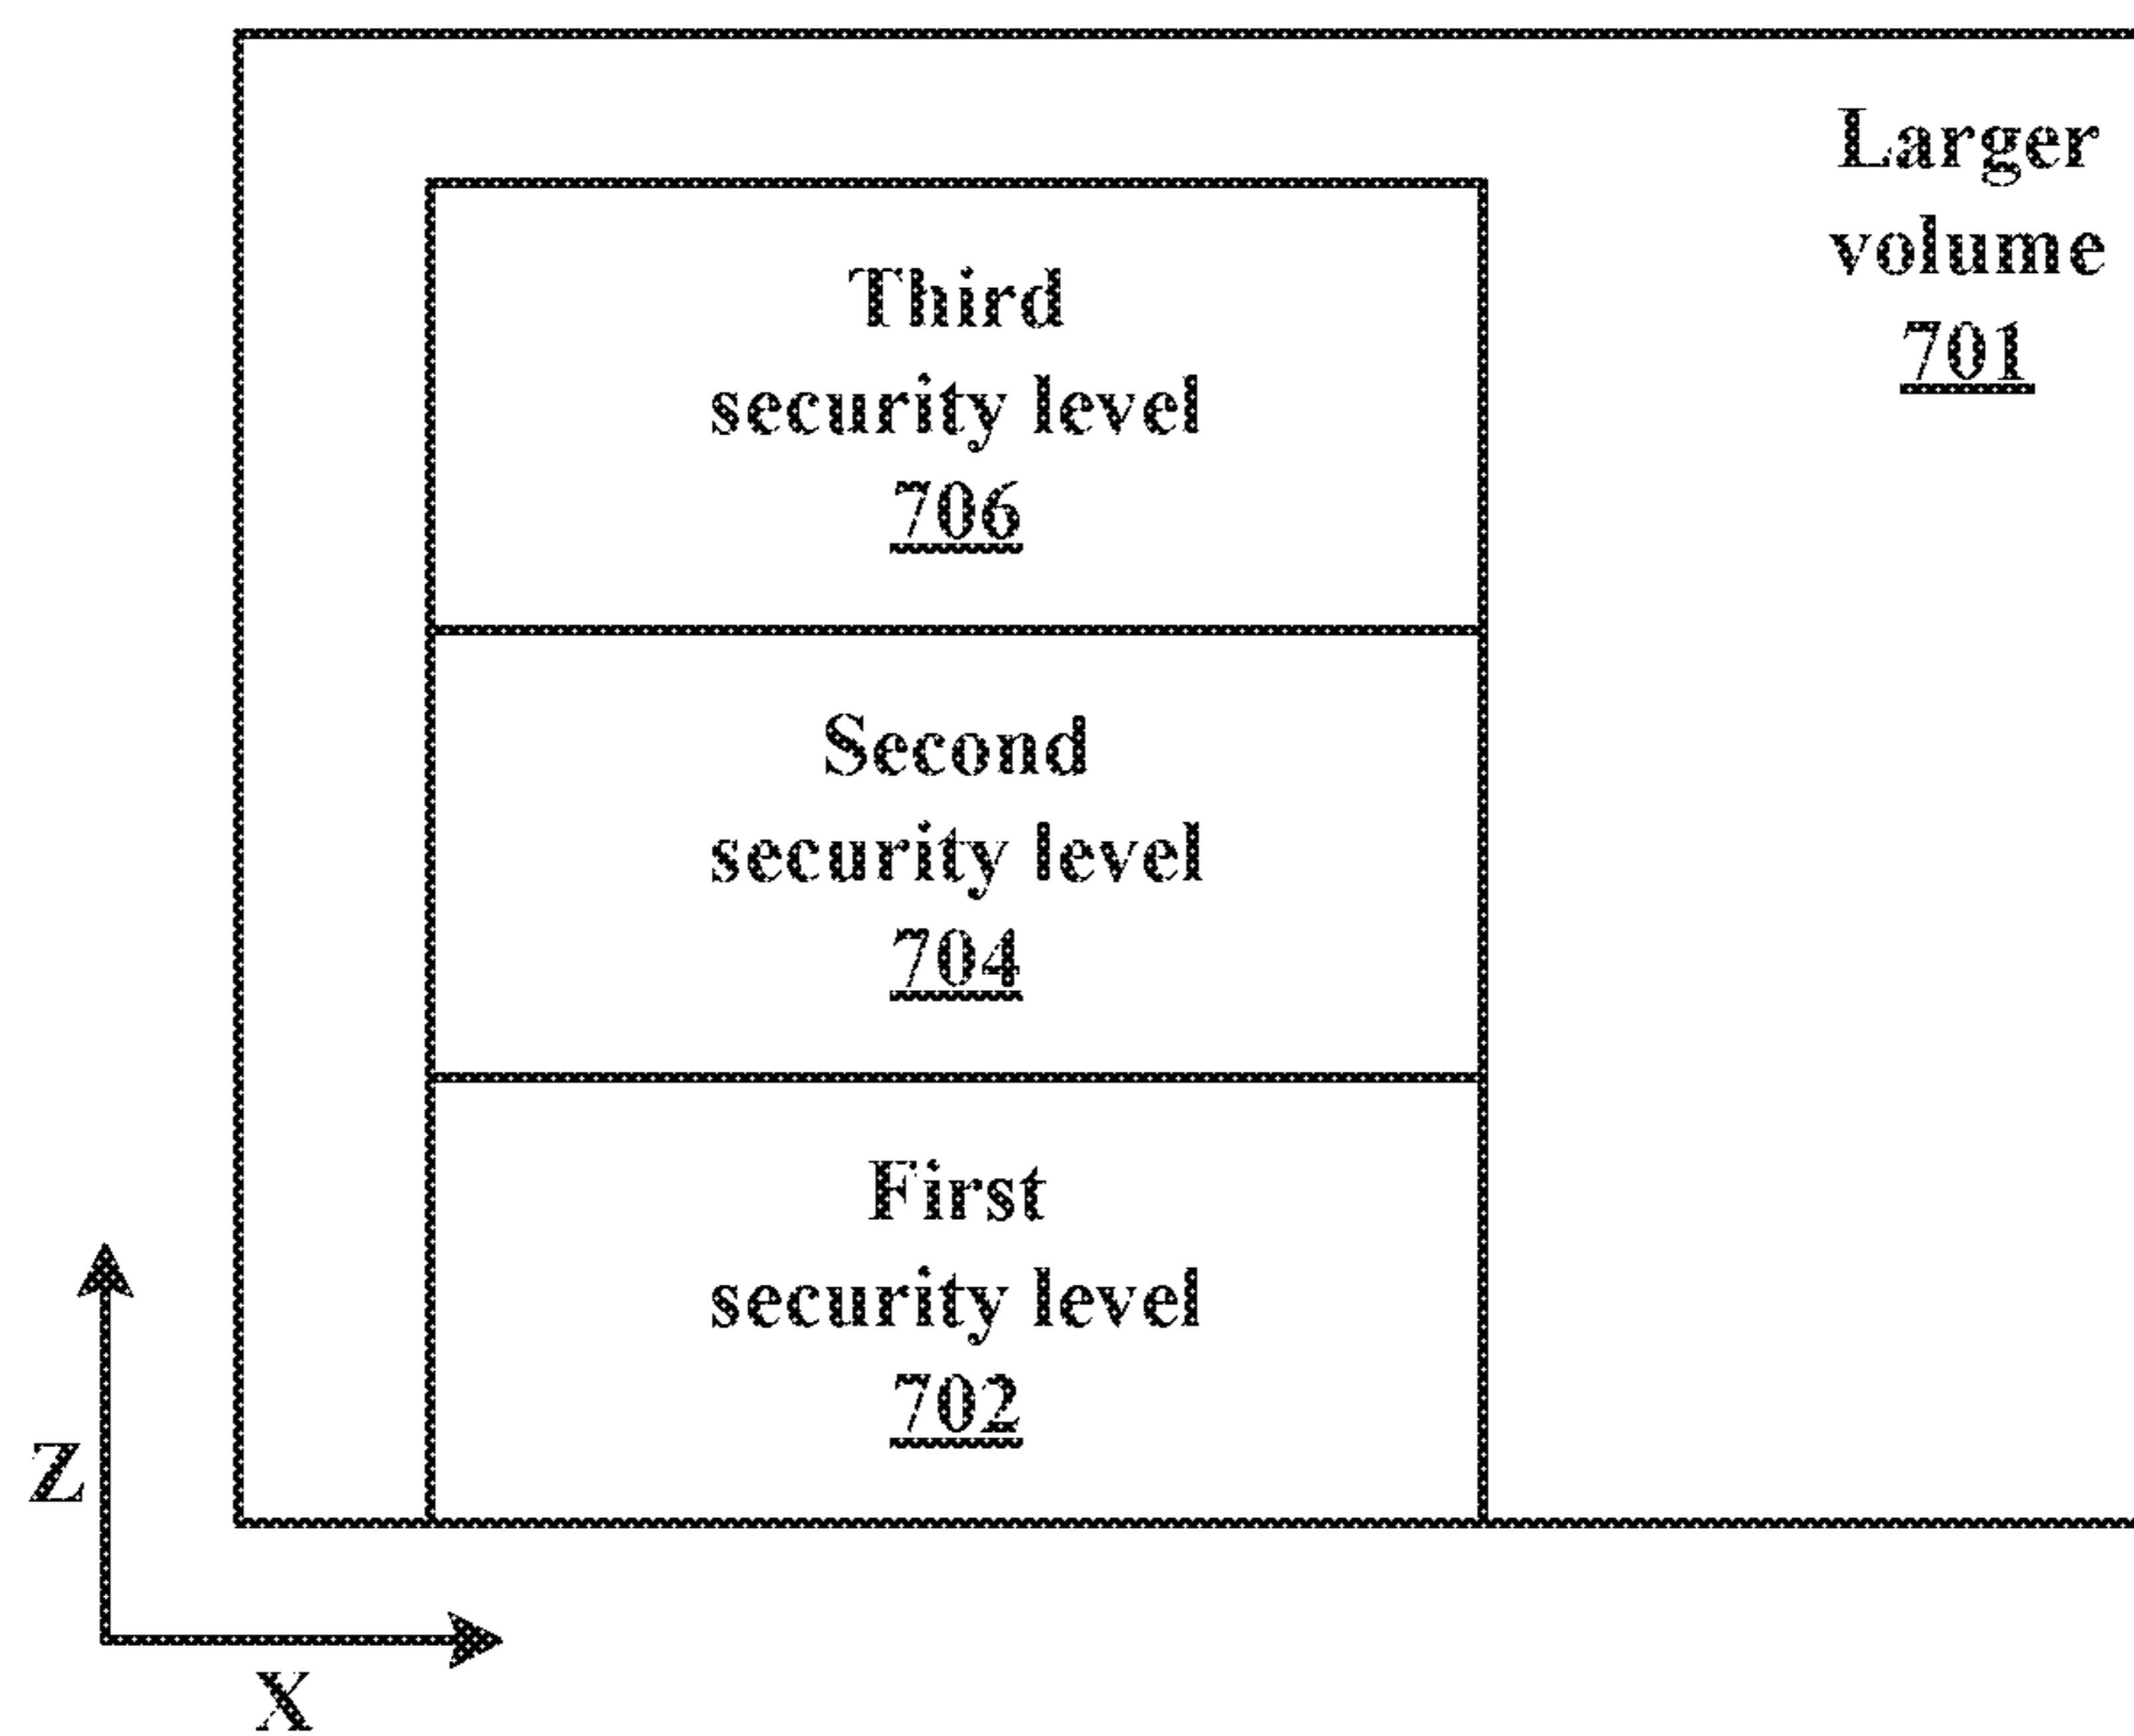 Larger
volume
701
Third
security level
706
Second
security level
704
First
security level
702
Z
X